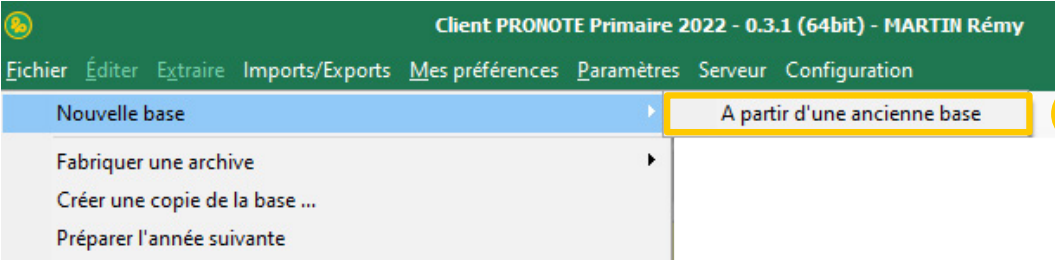 Client PRONOTE Primaire 2022 - 0.3.1 (64bit) - MARTIN Rémy
Fichier Éditer Extraire Imports/Exports Mes préférences Paramètres Serveur Configuration
Nouvelle base A partir d'une ancienne base
Fabriquer une archive
Créer une copie de la base ...
Préparer l'année suivante